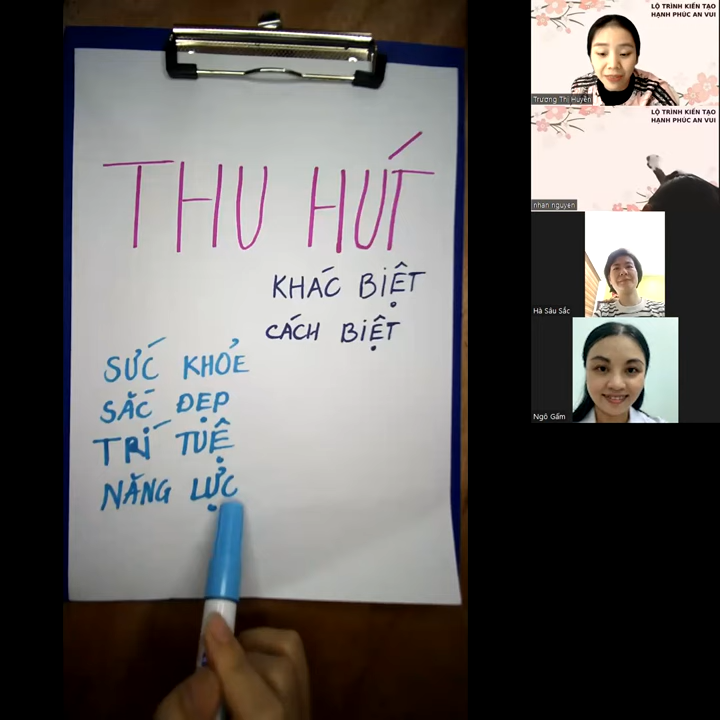 THU HÚT
KHÁC BIỆT
CÁCH BIỆT
SỨC KHỎE
SẮC ĐẸP
TRÍ TUỆ
NĂNG LỰC
LỘ TRÌNH KIẾN TẠO
HẠNH PHÚC AN VUI
Trương Thị Huyền
LỘ TRÌNH KIẾN TẠO
HẠNH PHÚC AN VUI
nhan nguyen
Hà Sâu Sắc
Ngô Gấm